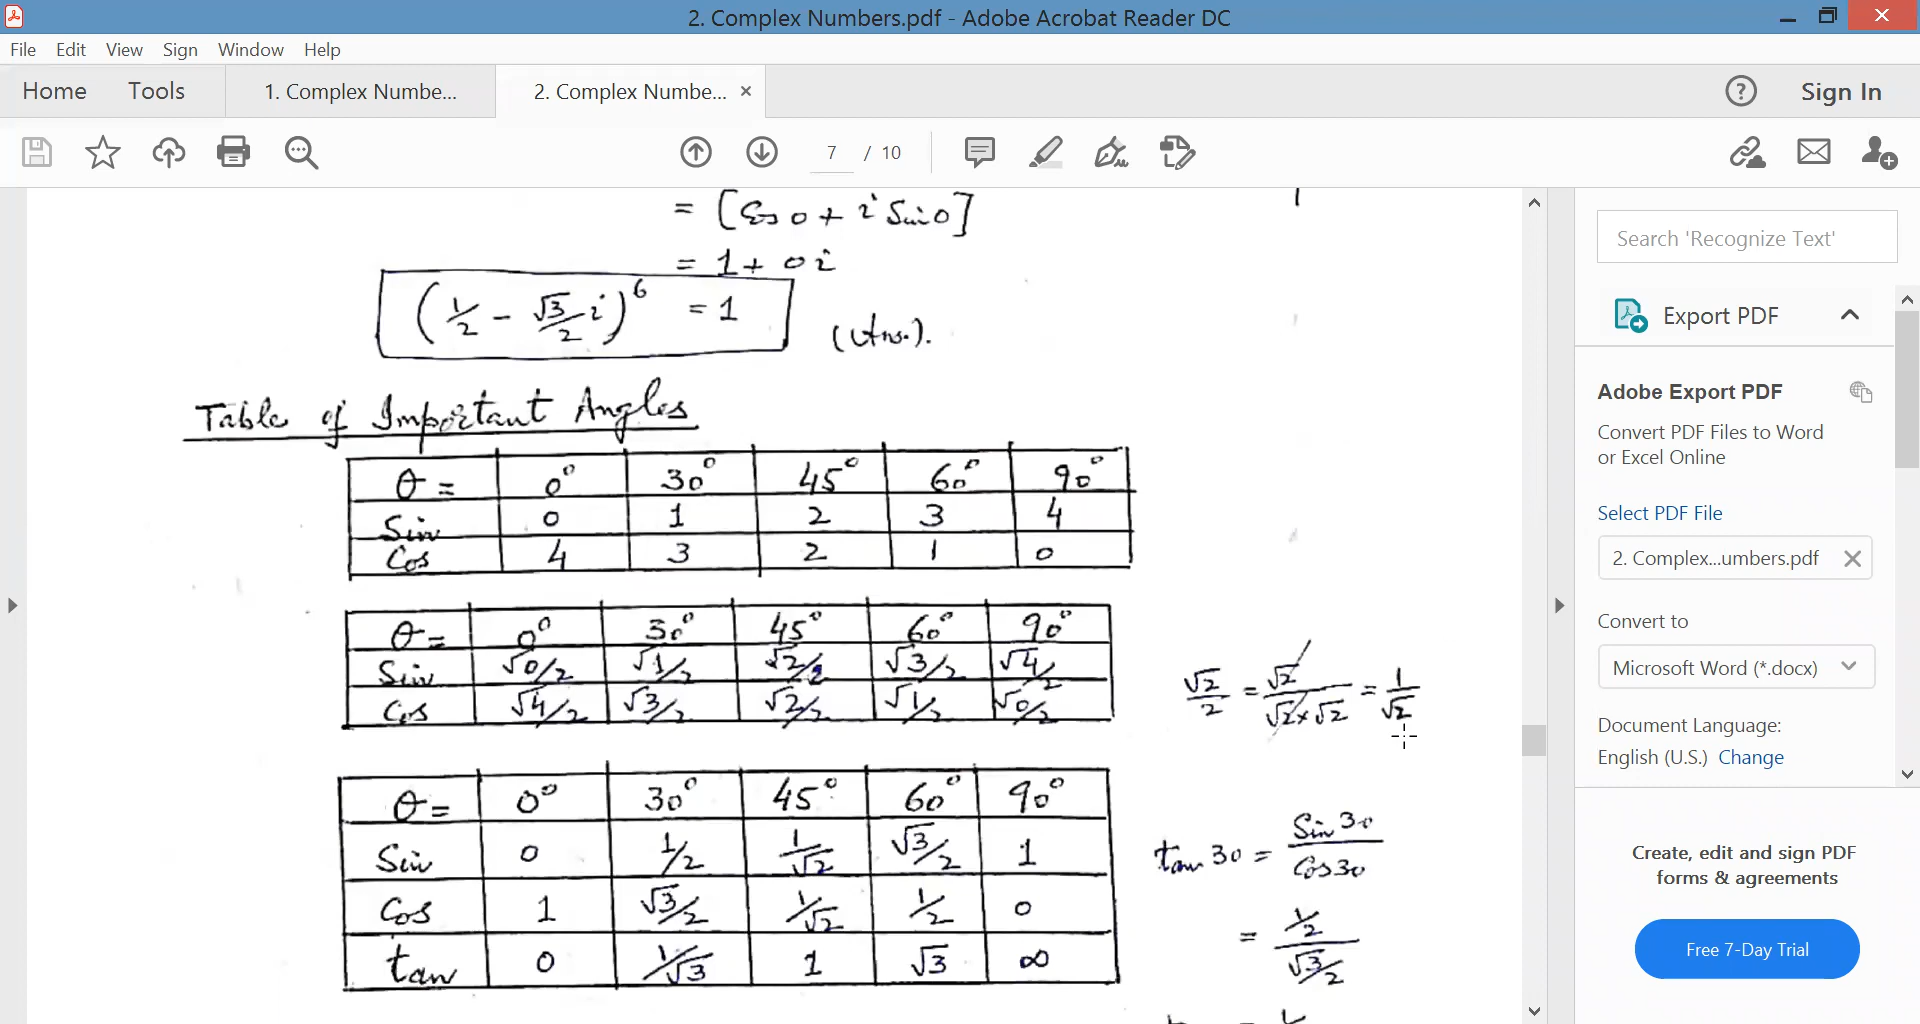 2. Complex Numbers.pdf - Adobe Acrobat Reader DC
File Edit View Sign Window Help
Home Tools 1. Complex Numbe... 2. Complex Numbe... × Sign In
7 / 10
= [Cos 0 + i Sin 0]
= 1 + 0 i
(1/2 - √3/2 i)^6 = 1 (Ans.).
Table of Important Angles
θ = 0° 30° 45° 60° 90°
Sin 0 1 2 3 4
Cos 4 3 2 1 0
θ = 0° 30° 45° 60° 90°
Sin √0/2 √1/2 √2/2 √3/2 √4/2
Cos √4/2 √3/2 √2/2 √1/2 √0/2
√2/2 = √2/(√2×√2) = 1/√2
θ = 0° 30° 45° 60° 90°
Sin 0 1/2 1/√2 √3/2 1
Cos 1 √3/2 1/√2 1/2 0
tan 0 1/√3 1 √3 ∞
tan 30 = Sin 30/Cos 30
= (1/2)/(√3/2)
Search 'Recognize Text'
Export PDF
Adobe Export PDF
Convert PDF Files to Word
or Excel Online
Select PDF File
2. Complex...umbers.pdf ×
Convert to
Microsoft Word (*.docx)
Document Language:
English (U.S.) Change
Create, edit and sign PDF
forms & agreements
Free 7-Day Trial